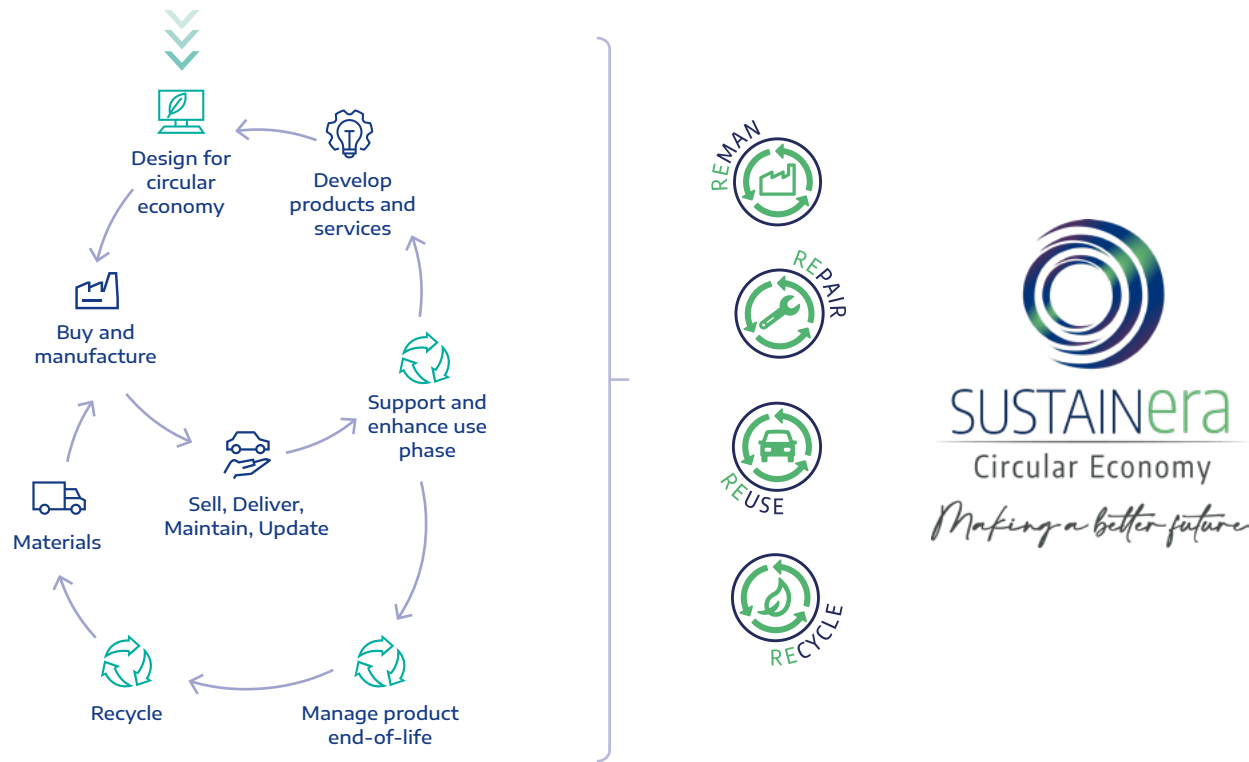 Design for
circular
economy
Develop
products and
services
Buy and
manufacture
Support and
enhance use
phase
Sell, Deliver,
Maintain, Update
Materials
Recycle
Manage product
end-of-life
REMAN
REPAIR
REUSE
RECYCLE
SUSTAINera
Circular Economy
Making a better future